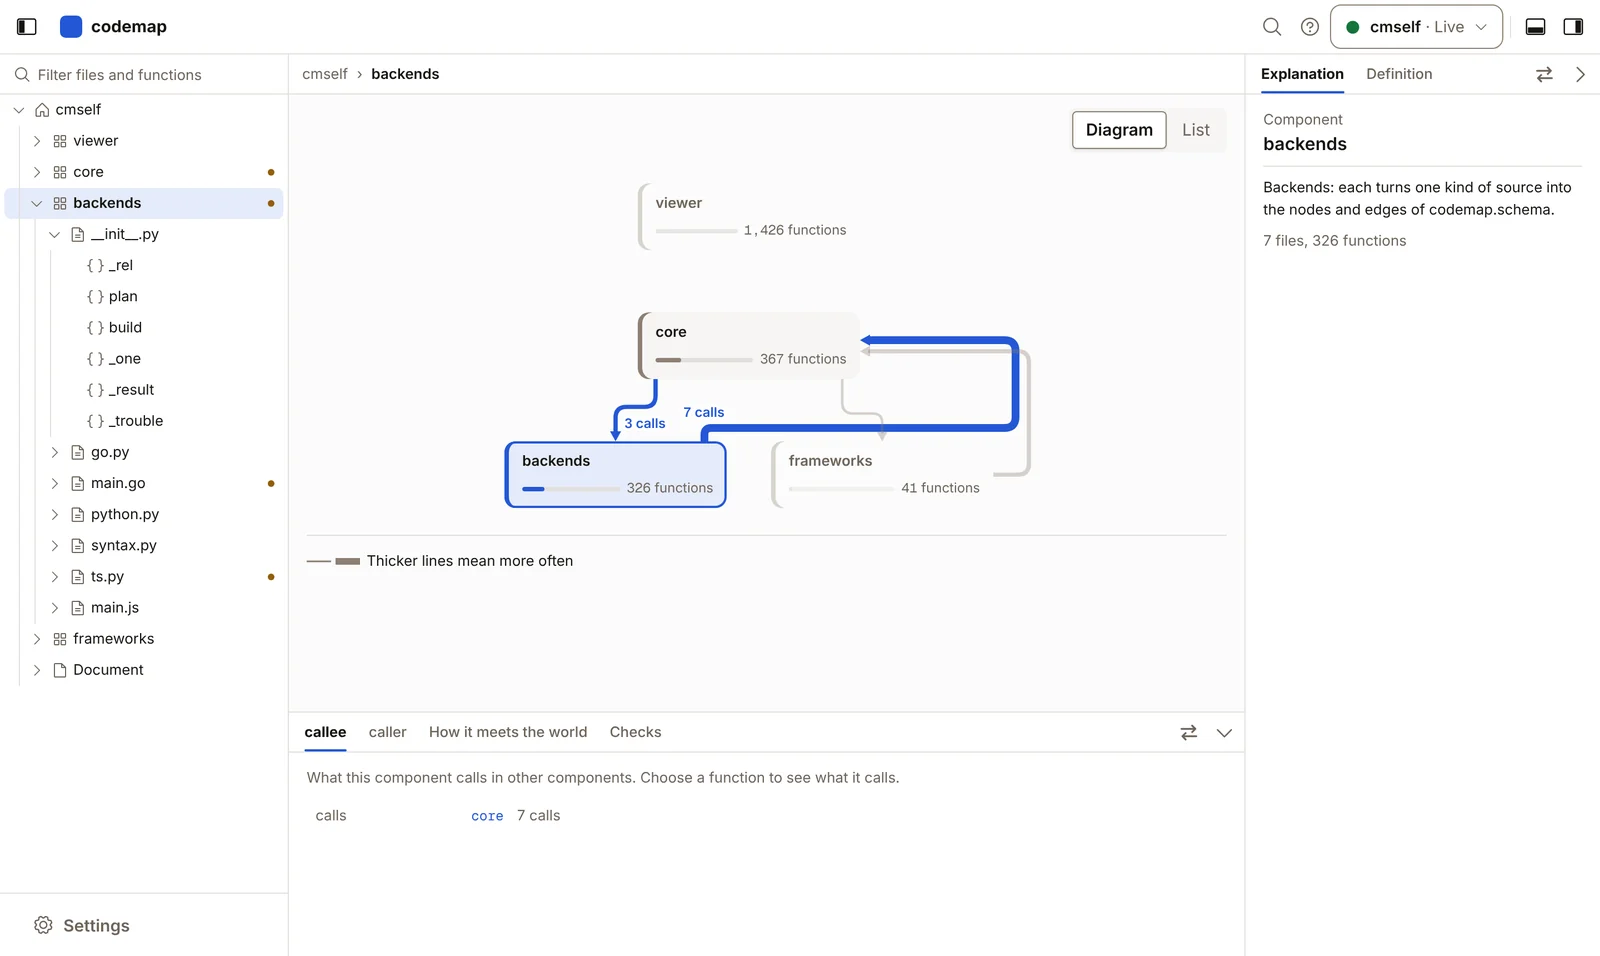 codemap
cmself · Live
Filter files and functions
cmself
viewer
core
backends
__init__.py
{} _rel
{} plan
{} build
{} _one
{} _result
{} _trouble
go.py
main.go
python.py
syntax.py
ts.py
main.js
frameworks
Document
Settings
cmself › backends
Diagram
List
viewer
1,426 functions
core
367 functions
7 calls
3 calls
backends
326 functions
frameworks
41 functions
Thicker lines mean more often
callee
caller
How it meets the world
Checks
What this component calls in other components. Choose a function to see what it calls.
calls core 7 calls
Explanation
Definition
Component
backends
Backends: each turns one kind of source into
the nodes and edges of codemap.schema.
7 files, 326 functions